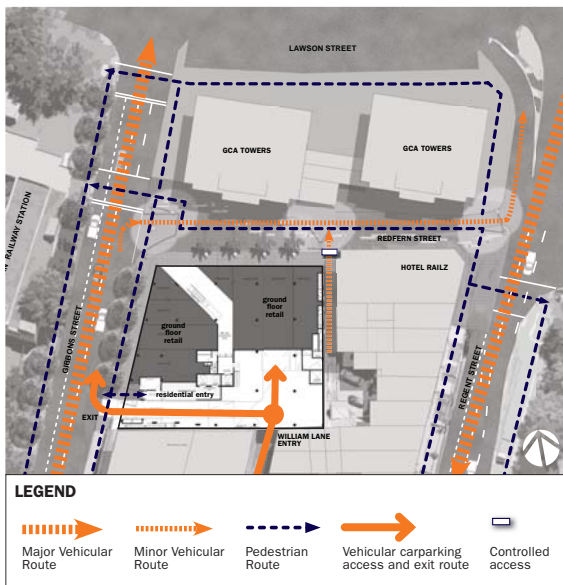 LAWSON STREET
GCA TOWERS
GCA TOWERS
N RAILWAY STATION
REDFERN STREET
HOTEL RAILZ
GIBBONS STREET
ground
floor
retail
ground
floor
retail
REGENT STREET
residential entry
EXIT
WILLIAM LANE
ENTRY
LEGEND
Major Vehicular
Route
Minor Vehicular
Route
Pedestrian
Route
Vehicular carparking
access and exit route
Controlled
access